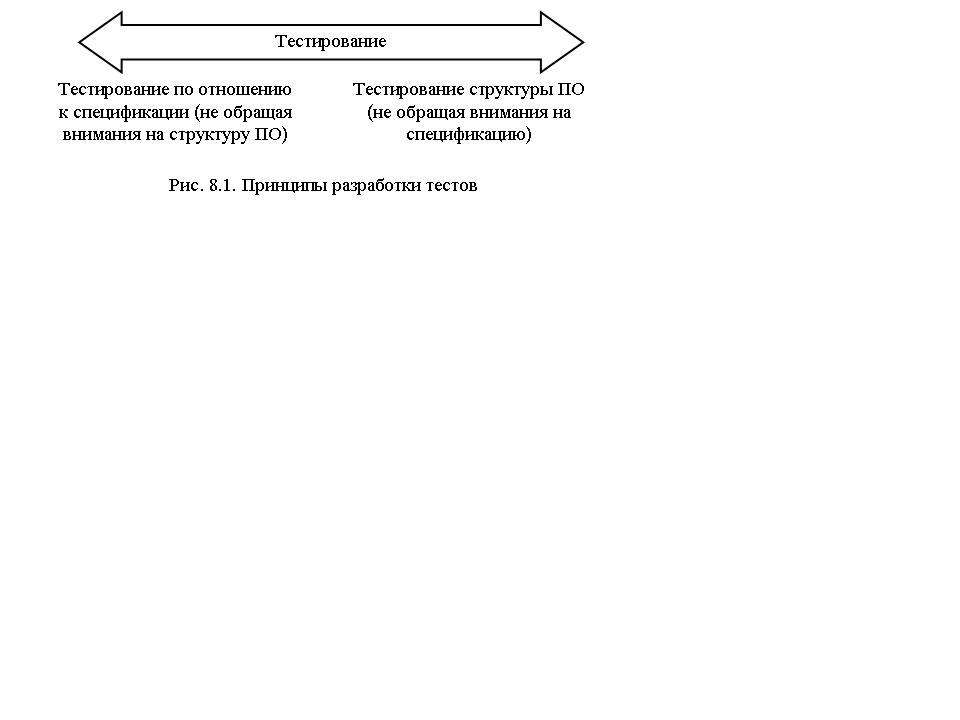 Тестирование
Тестирование по отношению
к спецификации (не обращая
внимания на структуру ПО)
Тестирование структуры ПО
(не обращая внимания на
спецификацию)
Рис. 8.1. Принципы разработки тестов